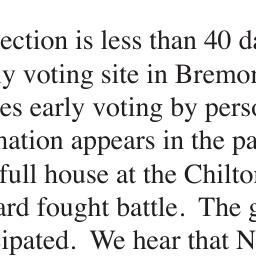 ection is less than 40 da
y voting site in Bremor
es early voting by perso
nation appears in the pa
full house at the Chilto
ard fought battle.  The g
ipated.  We hear that N